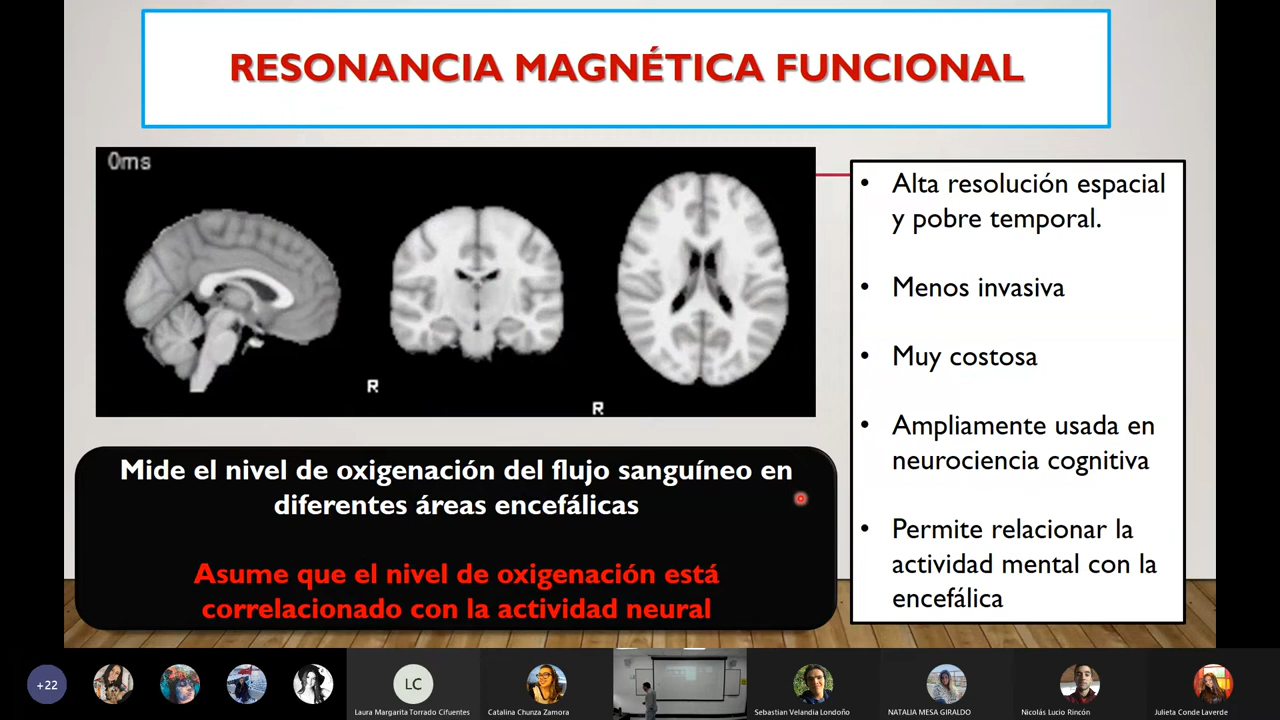 RESONANCIA MAGNÉTICA FUNCIONAL
0ms
R
R
Mide el nivel de oxigenación del flujo sanguíneo en
diferentes áreas encefálicas
Asume que el nivel de oxigenación está
correlacionado con la actividad neural
• Alta resolución espacial
y pobre temporal.
• Menos invasiva
• Muy costosa
• Ampliamente usada en
neurociencia cognitiva
• Permite relacionar la
actividad mental con la
encefálica
+22
LC
Laura Margarita Torrado Cifuentes
Catalina Chunza Zamora
Sebastian Velandia Londoño
NATALIA MESA GIRALDO
Nicolás Lucio Rincón
Julieta Conde Laverde